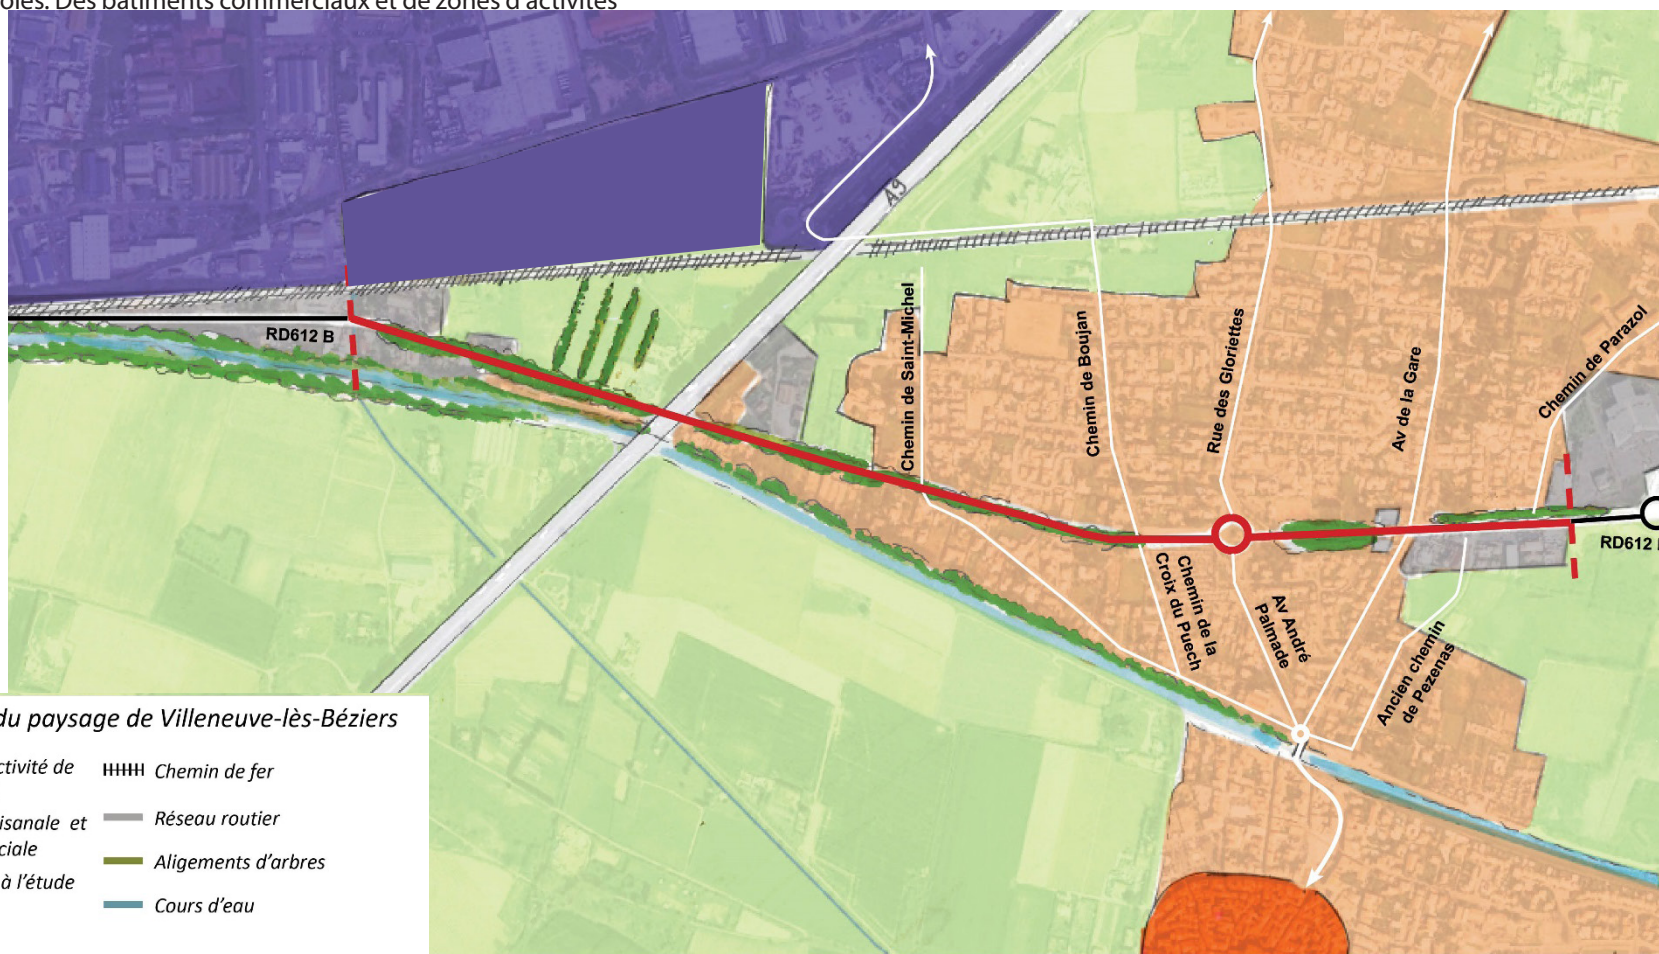 oles. Des bâtiments commerciaux et de zones d'activités
A9
RD612 B
Chemin de Saint-Michel
Chemin de Boujan
Rue des Gloriettes
Av de la Gare
Chemin de Parazol
RD612
Chemin de la
Croix du Puech
Av André
Palmade
Ancien chemin
de Pezenas
du paysage de Villeneuve-lès-Béziers
ctivité de
Chemin de fer
isanale et
ciale
Réseau routier
à l'étude
Aligements d'arbres
Cours d'eau